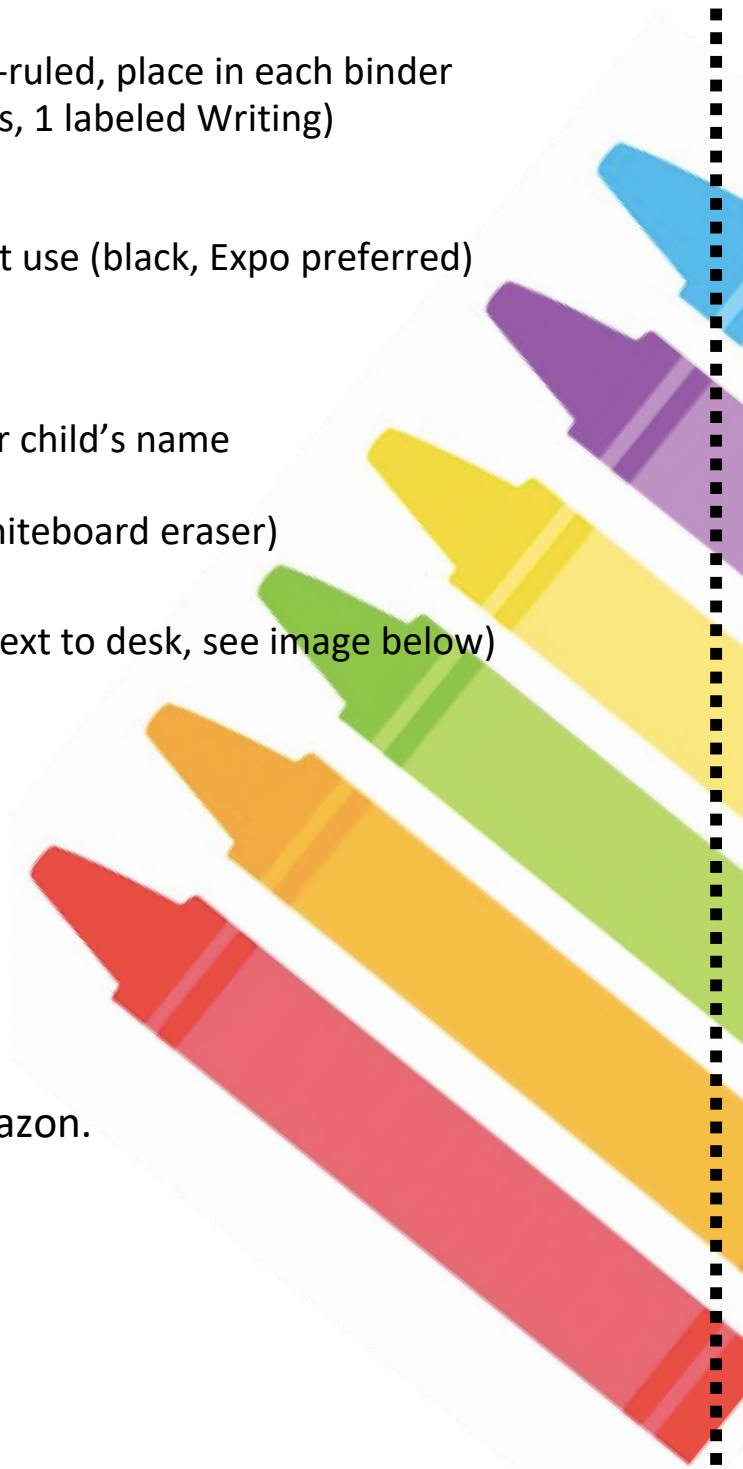 -ruled, place in each binder
s, 1 labeled Writing)
t use (black, Expo preferred)
r child’s name
hiteboard eraser)
ext to desk, see image below)
azon.